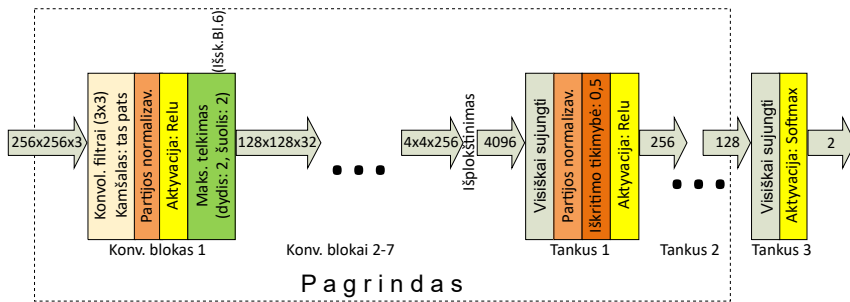 256x256x3
Konvol. filtrai (3x3)
Kamšalas: tas pats
Partijos normalizav.
Aktyvacija: Relu
Maks. telkimas
(dydis: 2, šuolis: 2)
(Išsk.Bl.6)
Konv. blokas 1
128x128x32
Konv. blokai 2-7
4x4x256
Išplokštinimas
4096
Visiškai sujungti
Partijos normalizav.
Iškritimo tikimybė: 0,5
Aktyvacija: Relu
Tankus 1
256
Tankus 2
128
Visiškai sujungti
Aktyvacija: Softmax
Tankus 3
2
Pagrindas